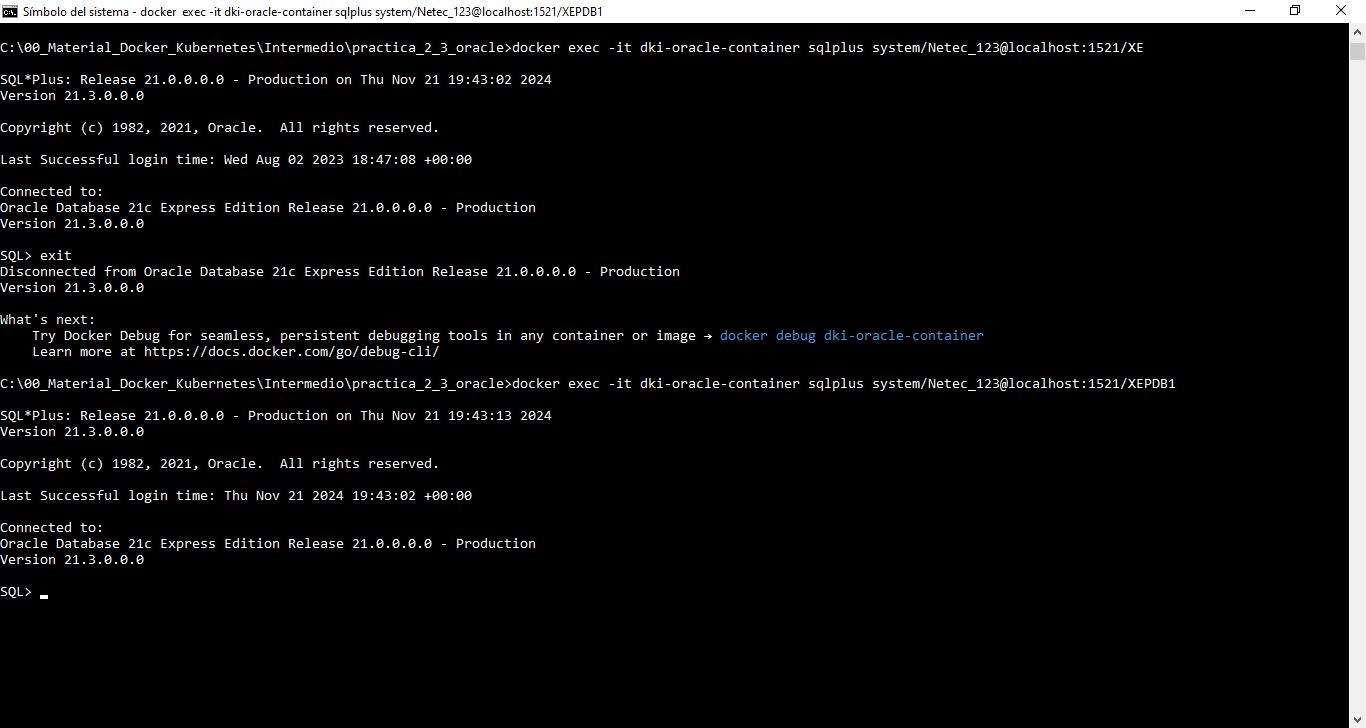 Símbolo del sistema - docker  exec -it dki-oracle-container sqlplus system/Netec_123@localhost:1521/XEPDB1
C:\00_Material_Docker_Kubernetes\Intermedio\practica_2_3_oracle>docker exec -it dki-oracle-container sqlplus system/Netec_123@localhost:1521/XE
SQL*Plus: Release 21.0.0.0.0 - Production on Thu Nov 21 19:43:02 2024
Version 21.3.0.0.0
Copyright (c) 1982, 2021, Oracle.  All rights reserved.
Last Successful login time: Wed Aug 02 2023 18:47:08 +00:00
Connected to:
Oracle Database 21c Express Edition Release 21.0.0.0.0 - Production
Version 21.3.0.0.0
SQL> exit
Disconnected from Oracle Database 21c Express Edition Release 21.0.0.0.0 - Production
Version 21.3.0.0.0
What's next:
    Try Docker Debug for seamless, persistent debugging tools in any container or image → docker debug dki-oracle-container
    Learn more at https://docs.docker.com/go/debug-cli/
C:\00_Material_Docker_Kubernetes\Intermedio\practica_2_3_oracle>docker exec -it dki-oracle-container sqlplus system/Netec_123@localhost:1521/XEPDB1
SQL*Plus: Release 21.0.0.0.0 - Production on Thu Nov 21 19:43:13 2024
Version 21.3.0.0.0
Copyright (c) 1982, 2021, Oracle.  All rights reserved.
Last Successful login time: Thu Nov 21 2024 19:43:02 +00:00
Connected to:
Oracle Database 21c Express Edition Release 21.0.0.0.0 - Production
Version 21.3.0.0.0
SQL>